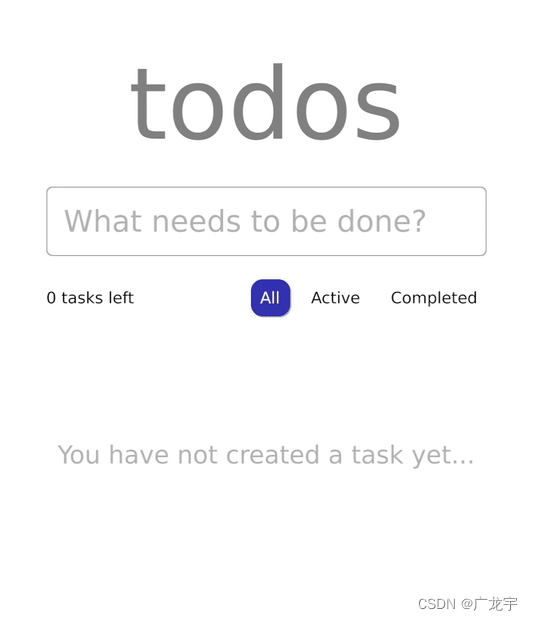 todos
What needs to be done?
0 tasks left All Active Completed
You have not created a task yet...
CSDN @广龙宇